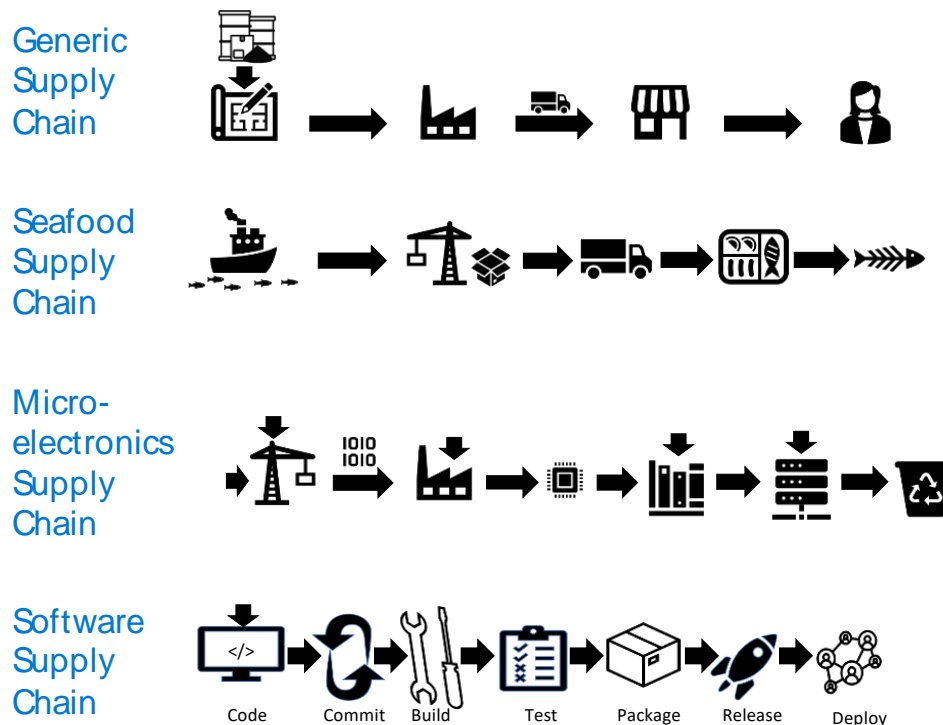 Generic
Supply
Chain
Seafood
Supply
Chain
Micro-
electronics
Supply
Chain
1010
1010
Software
Supply
Chain
</>
Code Commit Build Test Package Release Deploy